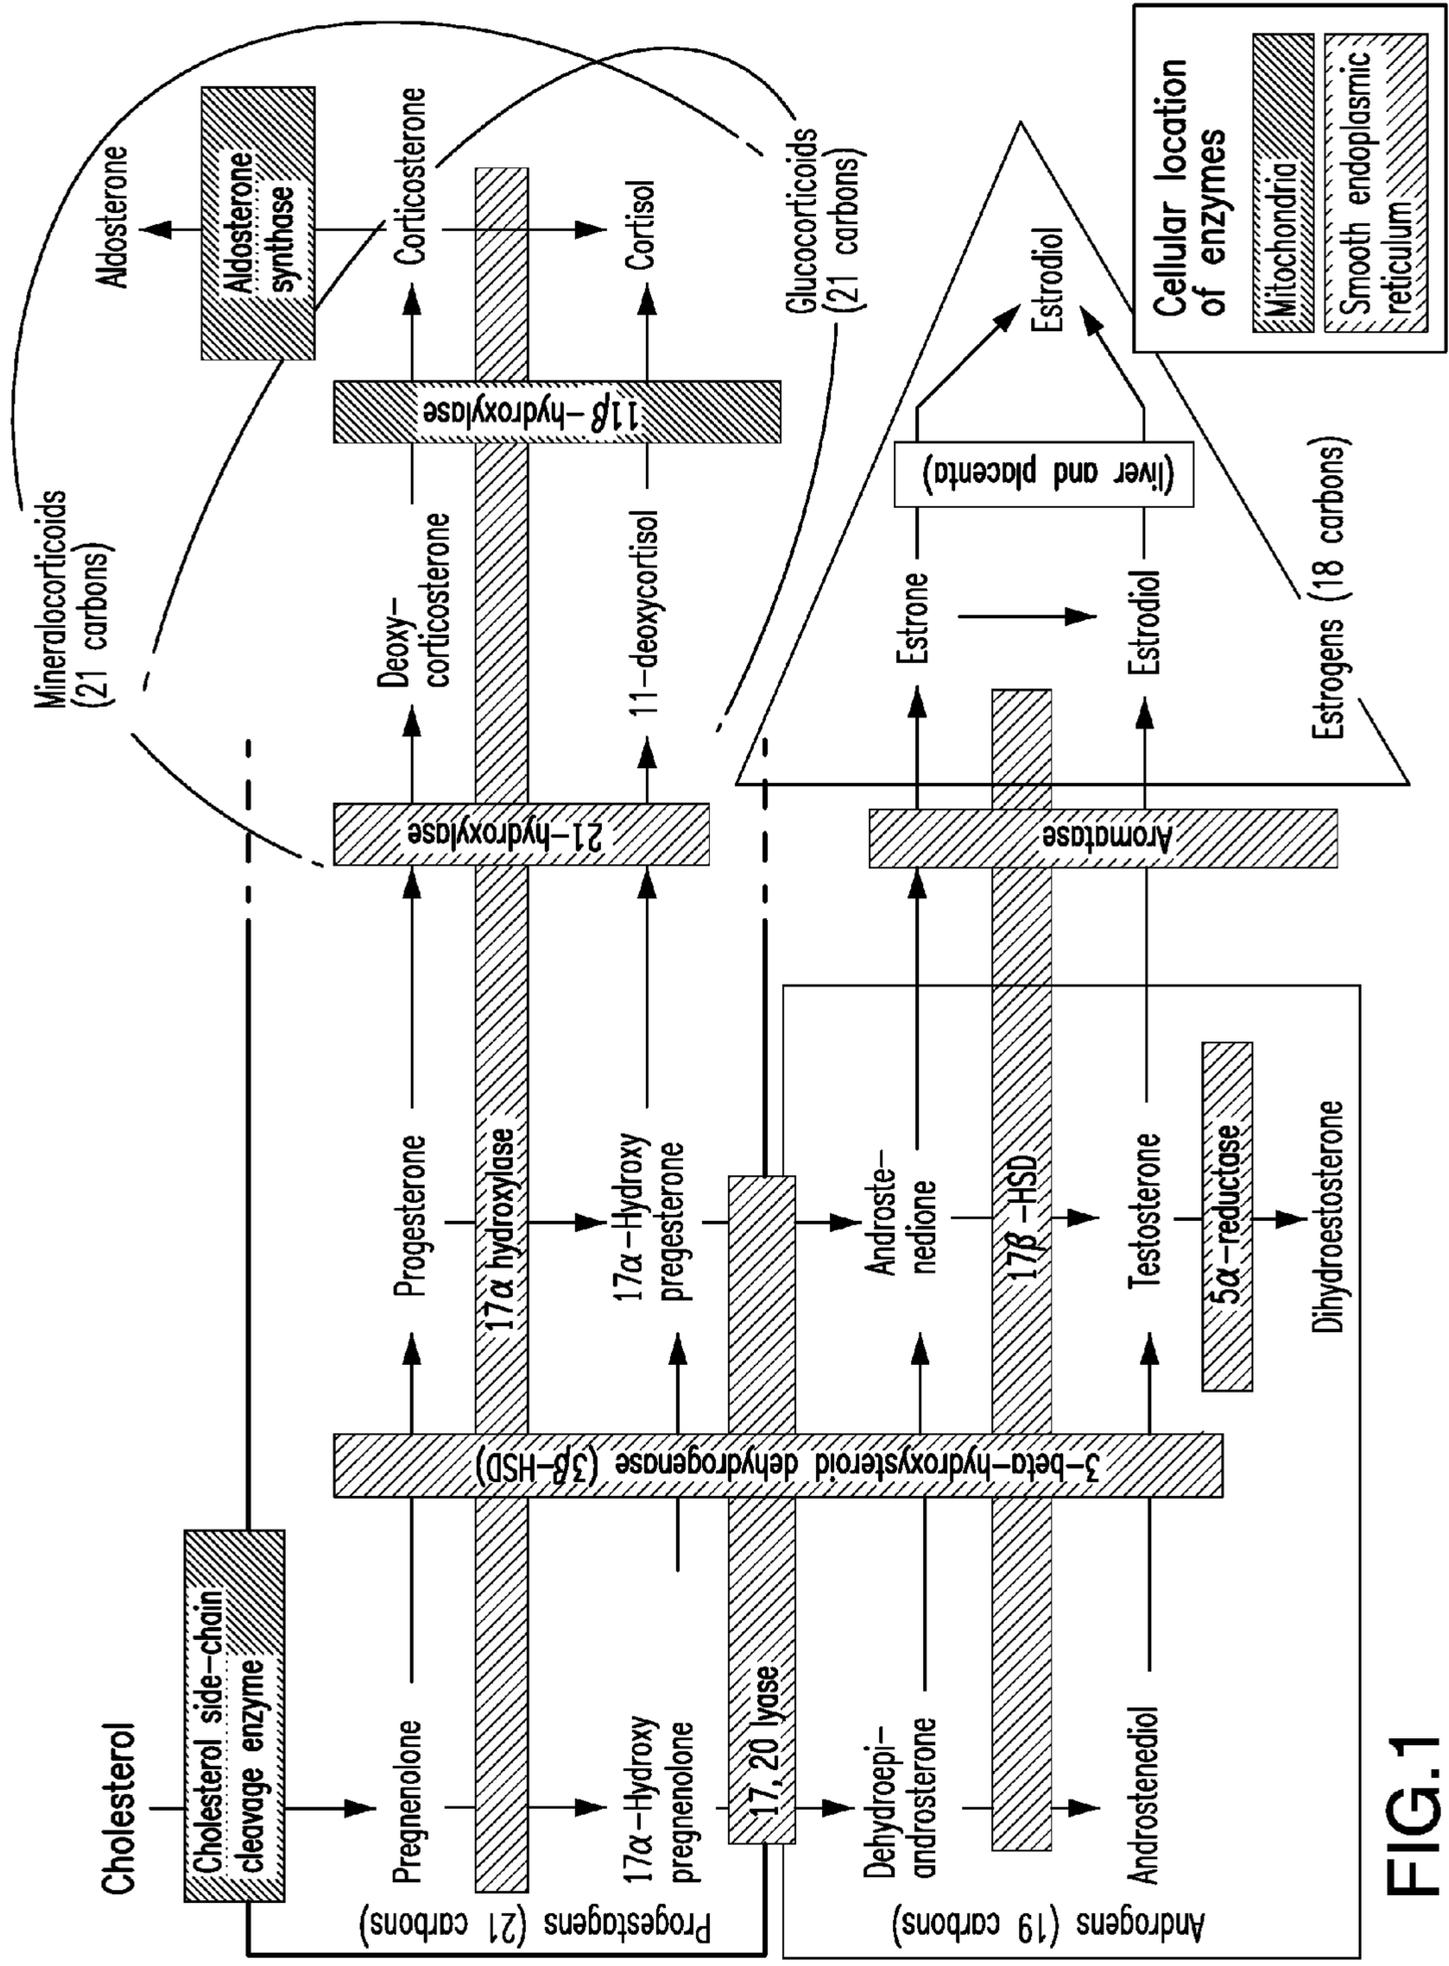 Cholesterol
Cholesterol side-chain
cleavage enzyme
Progestagens (21 carbons)
Pregnenolone
Progesterone
Deoxy-
corticosterone
Corticosterone
Aldosterone
synthase
Aldosterone
Mineralocorticoids
(21 carbons)
17α hydroxylase
21-hydroxylase
11β-hydroxylase
17α-Hydroxy
pregnenolone
17α-Hydroxy
pregesterone
11-deoxycortisol
Cortisol
Glucocorticoids
(21 carbons)
17, 20 lyase
3-beta-hydroxysteroid dehydrogenase (3β-HSD)
Androgens (19 carbons)
Dehydroepi-
androsterone
Androste-
nedione
Aromatase
Estrone
(liver and placenta)
Estrodiol
17β -HSD
Androstenediol
Testosterone
Estrodiol
5α-reductase
Dihydroestosterone
Estrogens (18 carbons)
Cellular location
of enzymes
Mitochondria
Smooth endoplasmic
reticulum
FIG.1